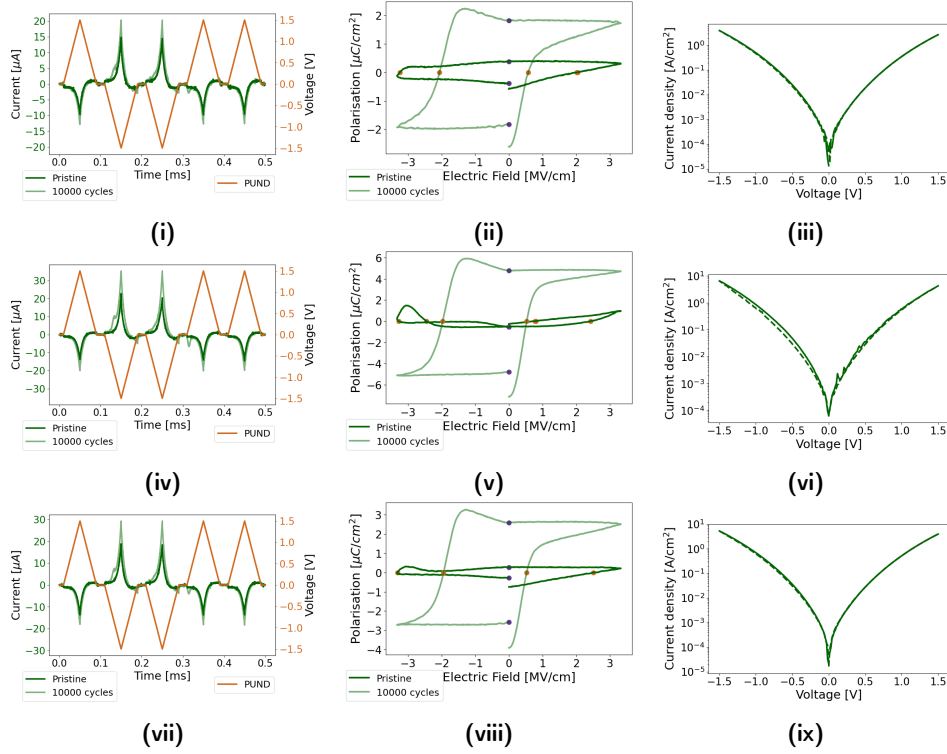 Current [μA]
20
15
10
5
0
−5
−10
−15
−20
1.5
1.0
0.5
0.0
−0.5
−1.0
−1.5
Voltage [V]
0.0 0.1 0.2 0.3 0.4 0.5
Time [ms]
Pristine
10000 cycles
PUND
(i)
Polarisation [μC/cm²]
2
1
0
−1
−2
−3 −2 −1 0 1 2 3
Electric Field [MV/cm]
Pristine
10000 cycles
(ii)
Current density [A/cm²]
10⁰
10⁻¹
10⁻²
10⁻³
10⁻⁴
10⁻⁵
−1.5 −1.0 −0.5 0.0 0.5 1.0 1.5
Voltage [V]
(iii)
Current [μA]
30
20
10
0
−10
−20
−30
1.5
1.0
0.5
0.0
−0.5
−1.0
−1.5
Voltage [V]
0.0 0.1 0.2 0.3 0.4 0.5
Time [ms]
Pristine
10000 cycles
PUND
(iv)
Polarisation [μC/cm²]
6
4
2
0
−2
−4
−6
−3 −2 −1 0 1 2 3
Electric Field [MV/cm]
Pristine
10000 cycles
(v)
Current density [A/cm²]
10¹
10⁰
10⁻¹
10⁻²
10⁻³
10⁻⁴
−1.5 −1.0 −0.5 0.0 0.5 1.0 1.5
Voltage [V]
(vi)
Current [μA]
30
20
10
0
−10
−20
−30
1.5
1.0
0.5
0.0
−0.5
−1.0
−1.5
Voltage [V]
0.0 0.1 0.2 0.3 0.4 0.5
Time [ms]
Pristine
10000 cycles
PUND
(vii)
Polarisation [μC/cm²]
3
2
1
0
−1
−2
−3
−4
−3 −2 −1 0 1 2 3
Electric Field [MV/cm]
Pristine
10000 cycles
(viii)
Current density [A/cm²]
10¹
10⁰
10⁻¹
10⁻²
10⁻³
10⁻⁴
10⁻⁵
−1.5 −1.0 −0.5 0.0 0.5 1.0 1.5
Voltage [V]
(ix)